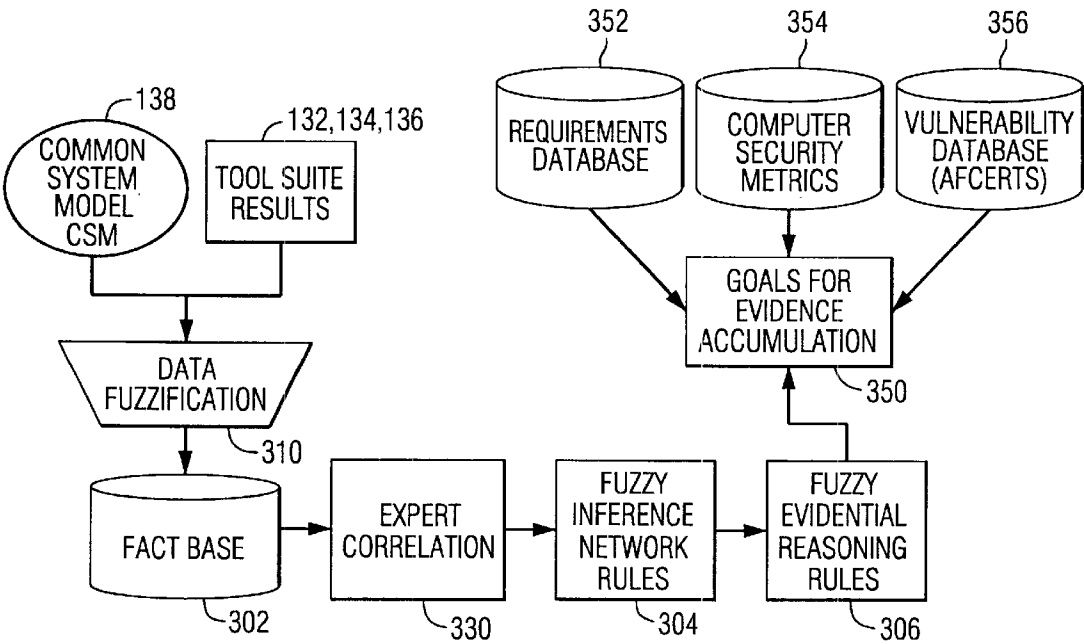 352
354
356
138
132,134,136
COMMON
SYSTEM
MODEL
CSM
TOOL SUITE
RESULTS
REQUIREMENTS
DATABASE
COMPUTER
SECURITY
METRICS
VULNERABILITY
DATABASE
(AFCERTS)
GOALS FOR
EVIDENCE
ACCUMULATION
350
DATA
FUZZIFICATION
310
FACT BASE
302
EXPERT
CORRELATION
330
FUZZY
INFERENCE
NETWORK
RULES
304
FUZZY
EVIDENTIAL
REASONING
RULES
306